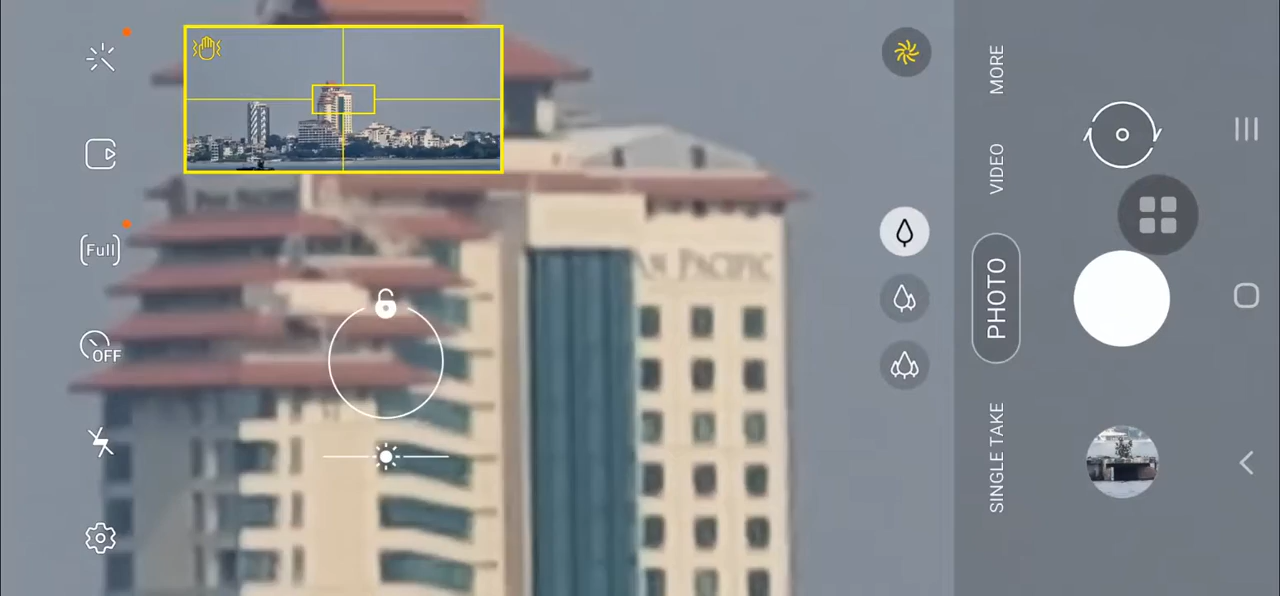 Full
OFF
AN PACIFIC
MORE
VIDEO
PHOTO
SINGLE TAKE